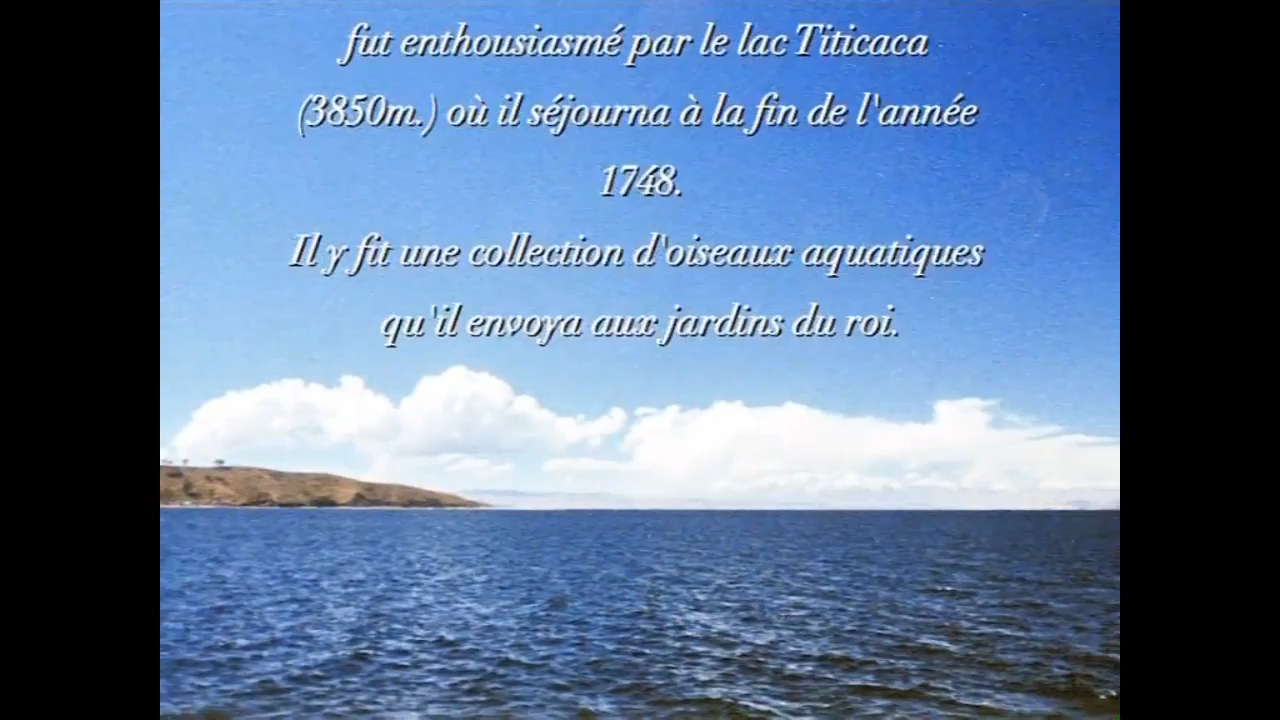 fut enthousiasmé par le lac Titicaca
(3850m.) où il séjourna à la fin de l'année
1748.
Il y fit une collection d'oiseaux aquatiques
qu'il envoya aux jardins du roi.